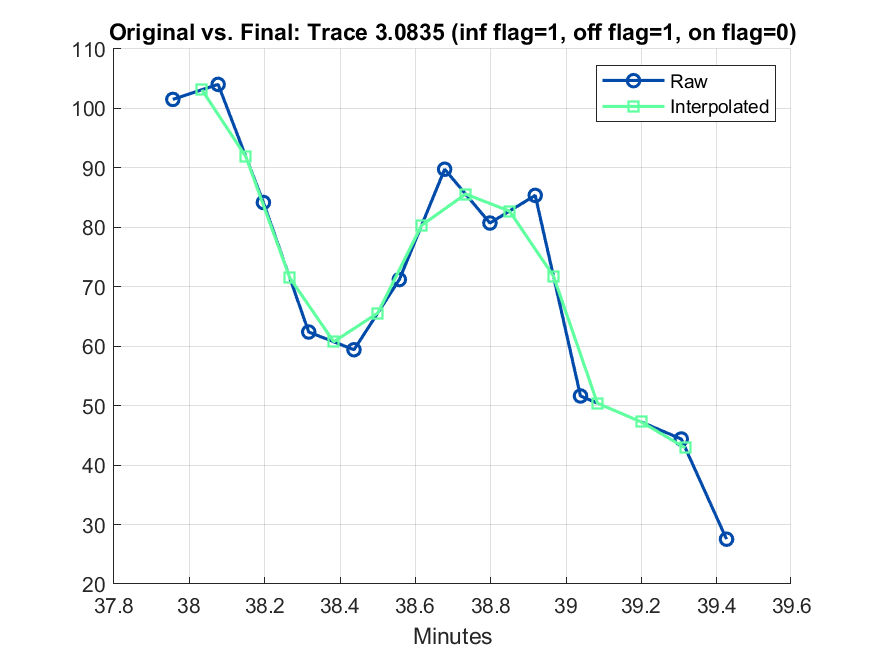 Original vs. Final: Trace 3.0835 (inf flag=1, off flag=1, on flag=0)
110
100
90
80
70
60
50
40
30
20
Raw
Interpolated
37.8 38 38.2 38.4 38.6 38.8 39 39.2 39.4 39.6
Minutes